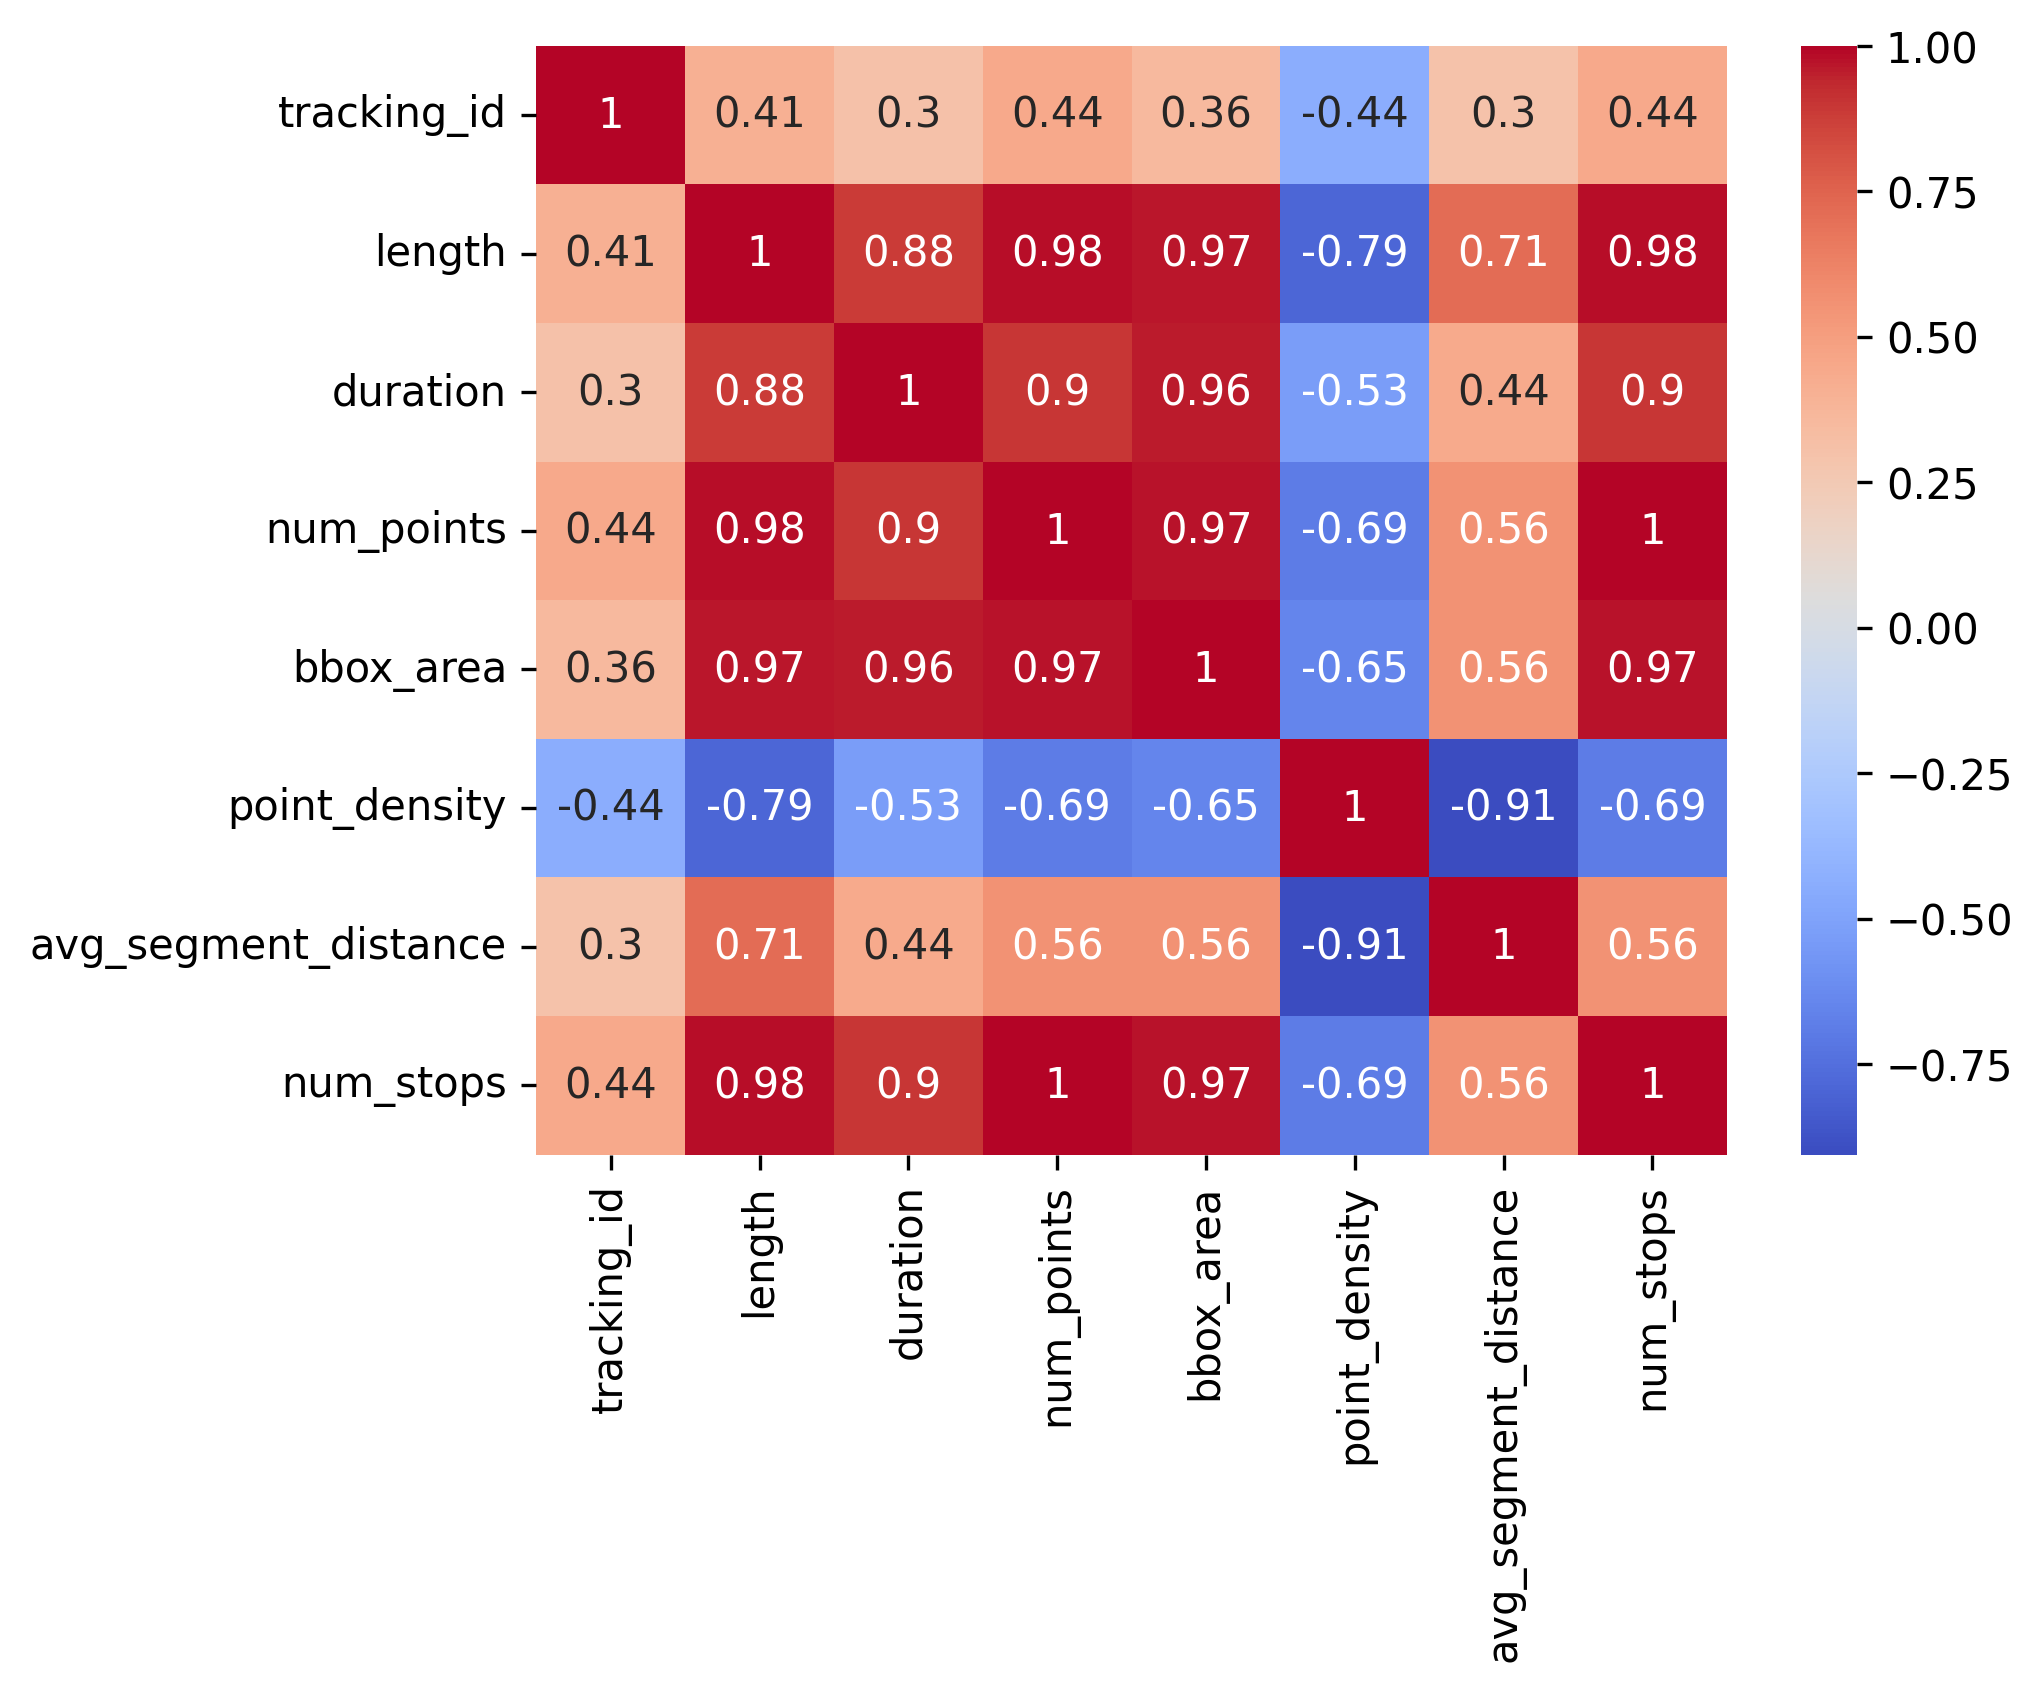 tracking_id 1 0.41 0.3 0.44 0.36 -0.44 0.3 0.44
length 0.41 1 0.88 0.98 0.97 -0.79 0.71 0.98
duration 0.3 0.88 1 0.9 0.96 -0.53 0.44 0.9
num_points 0.44 0.98 0.9 1 0.97 -0.69 0.56 1
bbox_area 0.36 0.97 0.96 0.97 1 -0.65 0.56 0.97
point_density -0.44 -0.79 -0.53 -0.69 -0.65 1 -0.91 -0.69
avg_segment_distance 0.3 0.71 0.44 0.56 0.56 -0.91 1 0.56
num_stops 0.44 0.98 0.9 1 0.97 -0.69 0.56 1
tracking_id
length
duration
num_points
bbox_area
point_density
avg_segment_distance
num_stops
1.00
0.75
0.50
0.25
0.00
−0.25
−0.50
−0.75